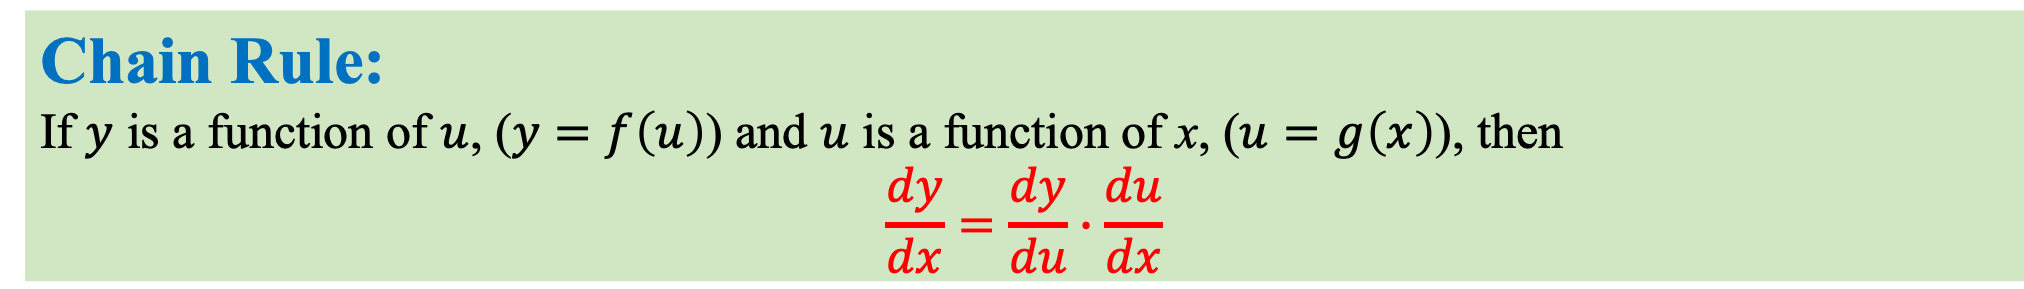 Chain Rule:
If y is a function of u, (y = f(u)) and u is a function of x, (u = g(x)), then
dy/dx = dy/du · du/dx